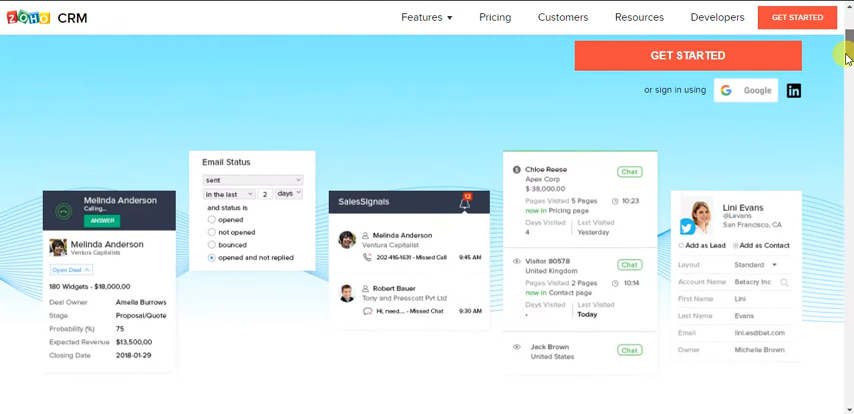 ZOHO CRM
Features
Pricing
Customers
Resources
Developers
GET STARTED
GET STARTED
or sign in using
Google
Melinda Anderson
Calling...
ANSWER
Melinda Anderson
Ventura Capitalists
Open Deal
180 Widgets - $18,000,00
Deal Owner Amelia Burrows
Stage Proposal/Quote
Probability (%) 75
Expected Revenue $13,500,00
Closing Date 2018-01-29
Email Status
sent
in the last 2 days
and status is
opened
not opened
bounced
opened and not replied
SalesSignals
Melinda Anderson
Ventura Capitalist
202-416-1631 - Missed Call 9:45 AM
Robert Bauer
Tony and Presscott Pvt Ltd
Hi, need... - Missed Chat 9:30 AM
Chloe Reese Chat
Apex Corp
$ 38,000.00
Pages Visited 5 Pages 10:23
now in Pricing page
Days Visited Last Visited
4 Yesterday
Visitor 80578 Chat
United Kingdom
Pages Visited 2 Pages 10:14
now in Contact page
Days Visited Last Visited
- Today
Jack Brown Chat
United States
Lini Evans
@Levans
San Francisco, CA
Add as Lead Add as Contact
Layout Standard
Account Name Betacry Inc
First Name Lini
Last Name Evans
Email lini.es@bet.com
Owner Michelle Brown